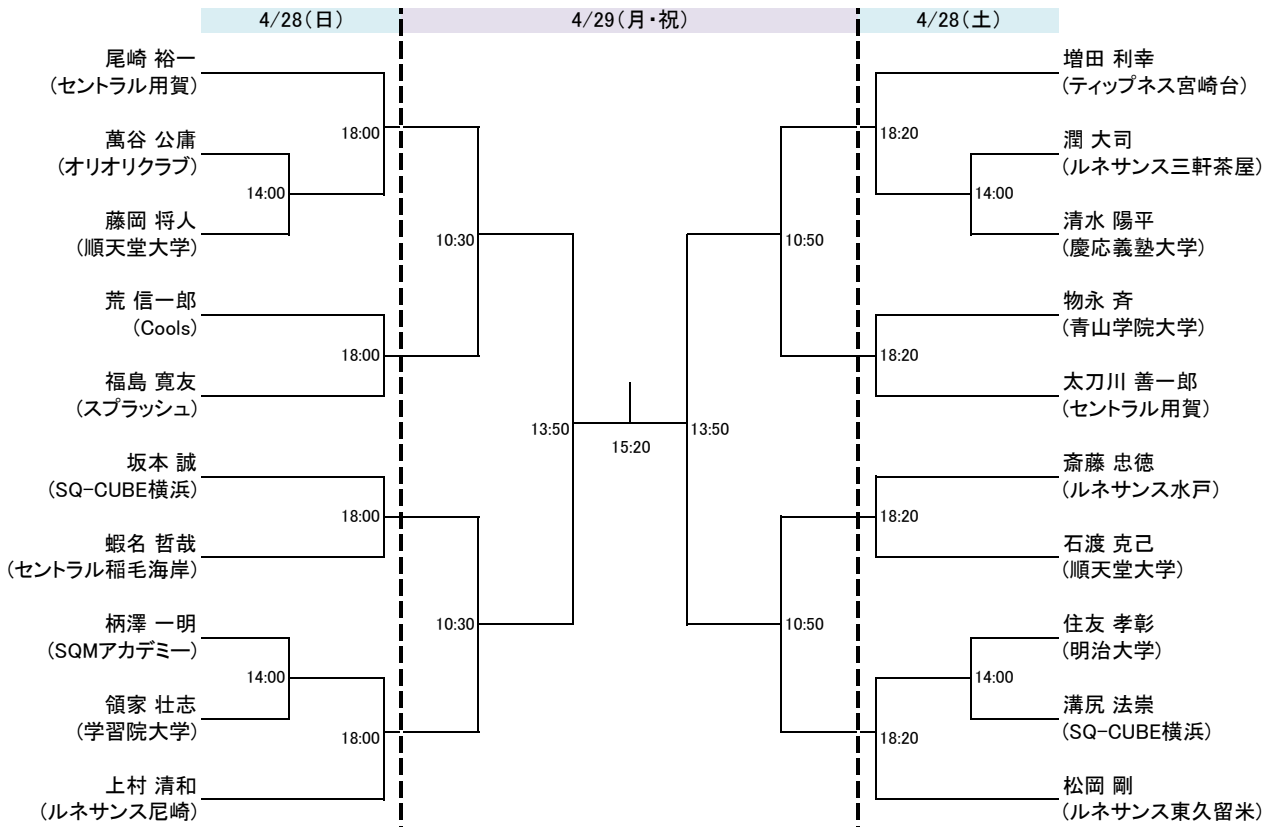 4/28(日)
4/29(月・祝)
4/28(土)
尾崎 裕一
(セントラル用賀)
萬谷 公庸
(オリオリクラブ)
藤岡 将人
(順天堂大学)
荒 信一郎
(Cools)
福島 寛友
(スプラッシュ)
坂本 誠
(SQ-CUBE横浜)
蝦名 哲哉
(セントラル稲毛海岸)
柄澤 一明
(SQMアカデミー)
領家 壮志
(学習院大学)
上村 清和
(ルネサンス尼崎)
14:00
18:00
18:00
18:00
14:00
18:00
10:30
10:30
13:50
15:20
13:50
10:50
10:50
18:20
14:00
18:20
18:20
14:00
18:20
増田 利幸
(ティップネス宮崎台)
潤 大司
(ルネサンス三軒茶屋)
清水 陽平
(慶応義塾大学)
物永 斉
(青山学院大学)
太刀川 善一郎
(セントラル用賀)
斎藤 忠徳
(ルネサンス水戸)
石渡 克己
(順天堂大学)
住友 孝彰
(明治大学)
溝尻 法崇
(SQ-CUBE横浜)
松岡 剛
(ルネサンス東久留米)